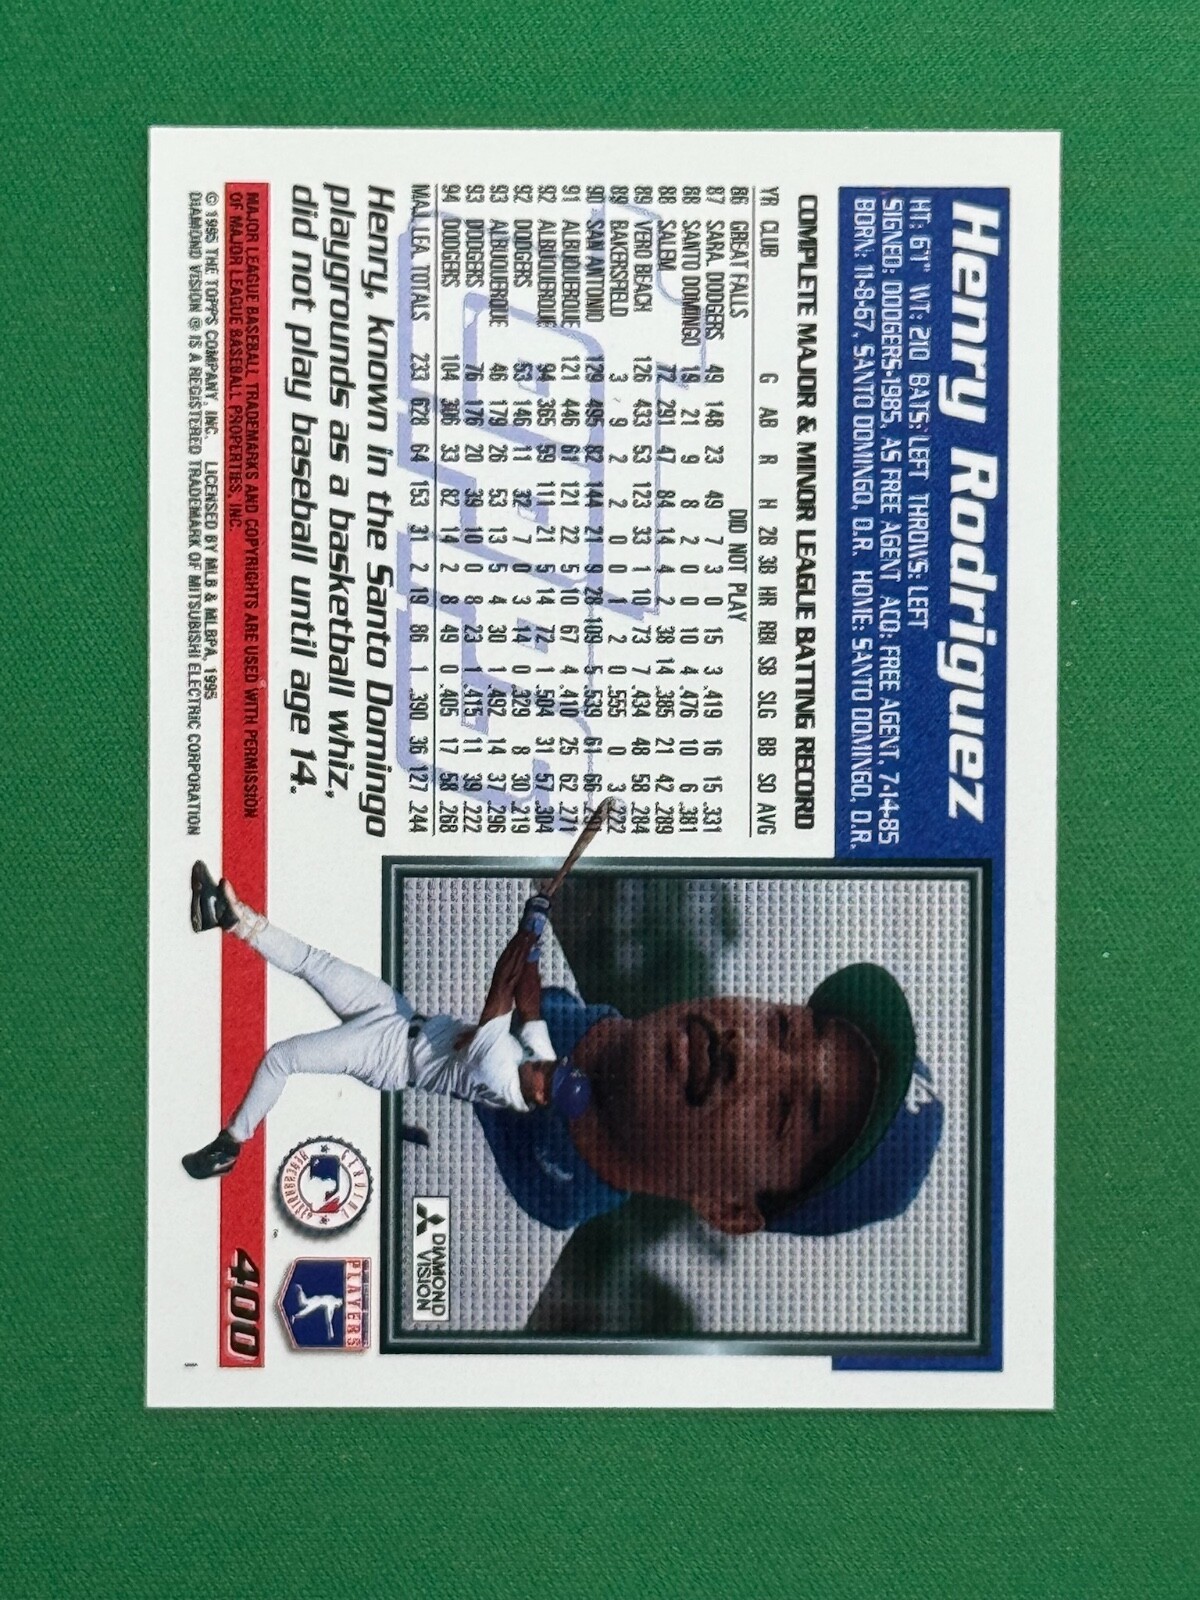 Henry Rodriguez
HT: 6'1" WT: 210 BATS: LEFT THROWS: LEFT
SIGNED: DODGERS-1985, AS FREE AGENT ACQ: FREE AGENT, 7-14-85
BORN: 11-8-67, SANTO DOMINGO, D.R. HOME: SANTO DOMINGO, D.R.
COMPLETE MAJOR & MINOR LEAGUE BATTING RECORD
YR CLUB G AB R H 2B 3B HR RBI SB SLG BB SO AVG
86 GREAT FALLS DID NOT PLAY
87 SARA. DODGERS 49 148 23 49 7 3 0 15 3 .419 16 15 .331
88 SANTO DOMINGO 19 21 9 8 2 0 0 10 4 .476 10 6 .381
88 SALEM 72 291 47 84 14 4 2 38 14 .385 21 42 .289
89 VERO BEACH 126 433 53 123 33 1 10 73 7 .434 48 58 .284
89 BAKERSFIELD 3 9 2 2 0 0 1 2 0 .555 0 3 .222
90 SAN ANTONIO 129 495 82 144 21 9 28 109 5 .539 61 66 .291
91 ALBUQUERQUE 121 446 61 121 22 5 10 67 4 .410 25 62 .271
92 ALBUQUERQUE 94 365 59 111 21 5 14 72 1 .504 31 57 .304
92 DODGERS 53 146 11 32 7 0 3 14 0 .329 8 30 .219
93 ALBUQUERQUE 46 179 26 53 13 5 4 30 1 .492 14 37 .296
93 DODGERS 76 176 20 39 10 0 8 23 1 .415 11 39 .222
94 DODGERS 104 306 33 82 14 2 8 49 0 .405 17 58 .268
MAJ. LEA. TOTALS 233 628 64 153 31 2 19 86 1 .390 36 127 .244
Henry, known in the Santo Domingo
playgrounds as a basketball whiz,
did not play baseball until age 14.
DIAMOND
VISION
GENUINE
MERCHANDISE
PLAYERS
MAJOR LEAGUE BASEBALL TRADEMARKS AND COPYRIGHTS ARE USED WITH PERMISSION
OF MAJOR LEAGUE BASEBALL PROPERTIES, INC.
400
© 1995 THE TOPPS COMPANY, INC. LICENSED BY MLB & MLBPA, 1995
DIAMOND VISION ® IS A REGISTERED TRADEMARK OF MITSUBISHI ELECTRIC CORPORATION